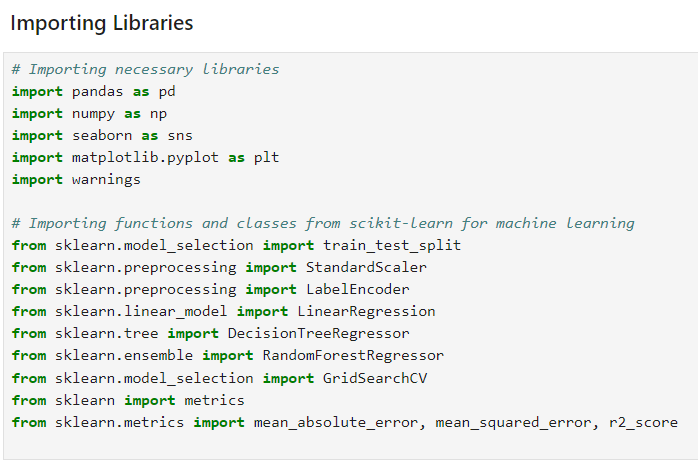 Importing Libraries
# Importing necessary libraries
import pandas as pd
import numpy as np
import seaborn as sns
import matplotlib.pyplot as plt
import warnings
# Importing functions and classes from scikit-learn for machine learning
from sklearn.model_selection import train_test_split
from sklearn.preprocessing import StandardScaler
from sklearn.preprocessing import LabelEncoder
from sklearn.linear_model import LinearRegression
from sklearn.tree import DecisionTreeRegressor
from sklearn.ensemble import RandomForestRegressor
from sklearn.model_selection import GridSearchCV
from sklearn import metrics
from sklearn.metrics import mean_absolute_error, mean_squared_error, r2_score